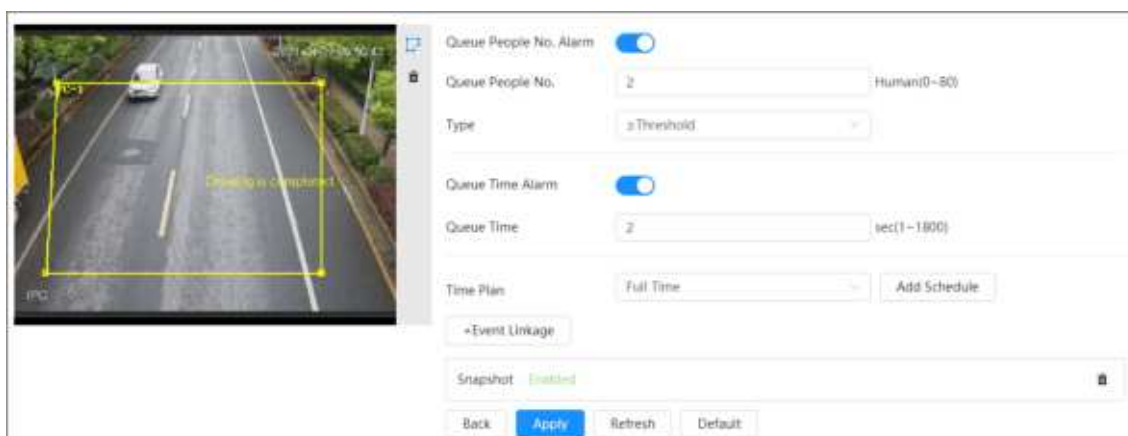 Queue People No. Alarm
Queue People No. 2 Human(0~80)
Type ≥Threshold
Drawing is completed
Queue Time Alarm
Queue Time 2 sec(1~1800)
IPC
Time Plan Full Time Add Schedule
+Event Linkage
Snapshot Enabled
Back Apply Refresh Default